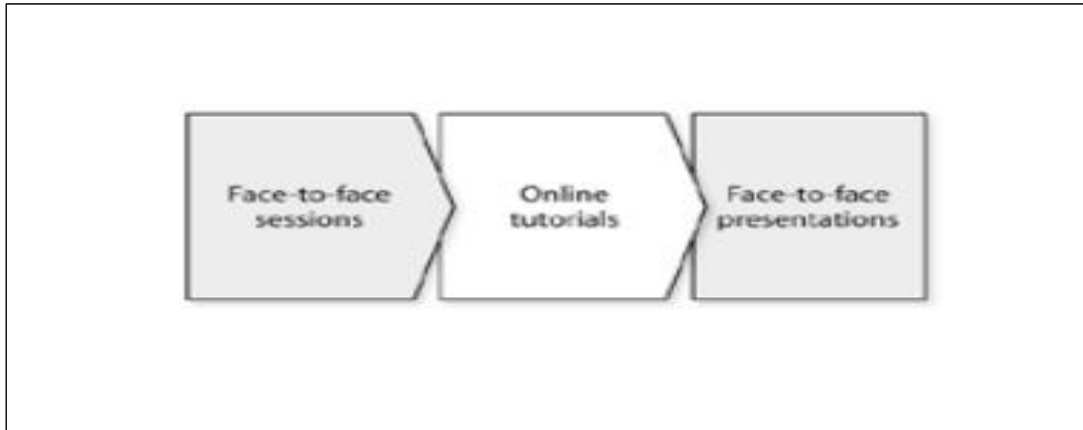 Face-to-face
sessions
Online
tutorials
Face-to-face
presentations